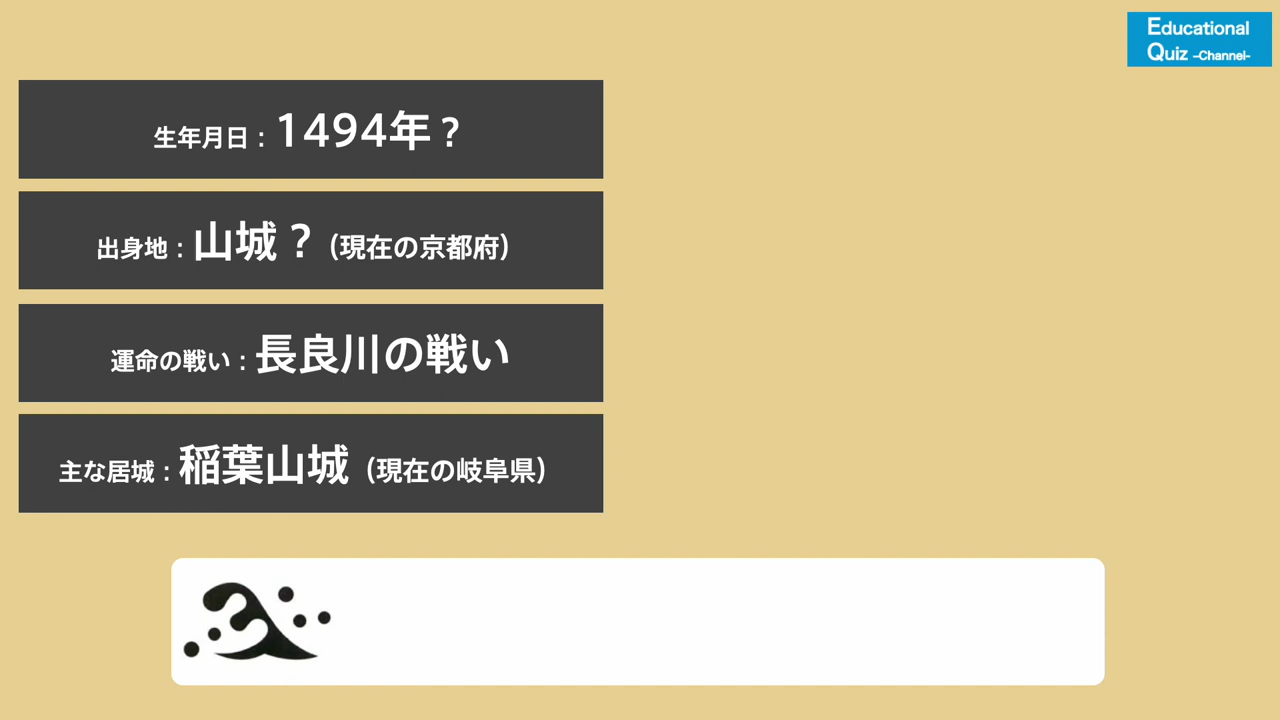 Educational
Quiz -Channel-
生年月日：1494年？
出身地：山城？（現在の京都府）
運命の戦い：長良川の戦い
主な居城：稲葉山城（現在の岐阜県）